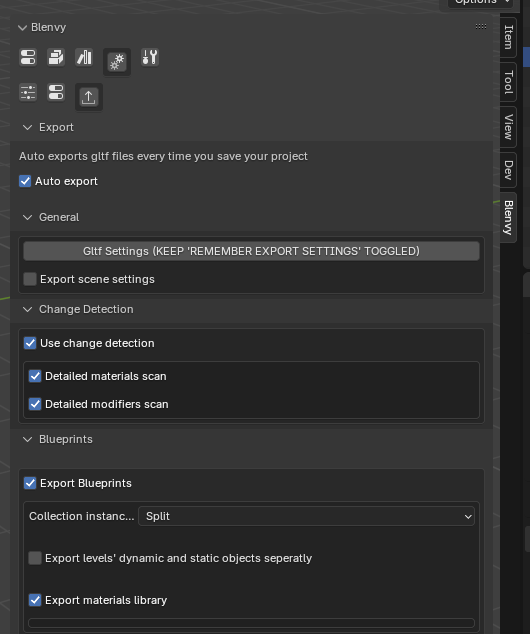 Options
Blenvy
Export
Auto exports gltf files every time you save your project
Auto export
General
Gltf Settings (KEEP 'REMEMBER EXPORT SETTINGS' TOGGLED)
Export scene settings
Change Detection
Use change detection
Detailed materials scan
Detailed modifiers scan
Blueprints
Export Blueprints
Collection instanc... Split
Export levels' dynamic and static objects seperatly
Export materials library
Item
Tool
View
Dev
Blenvy